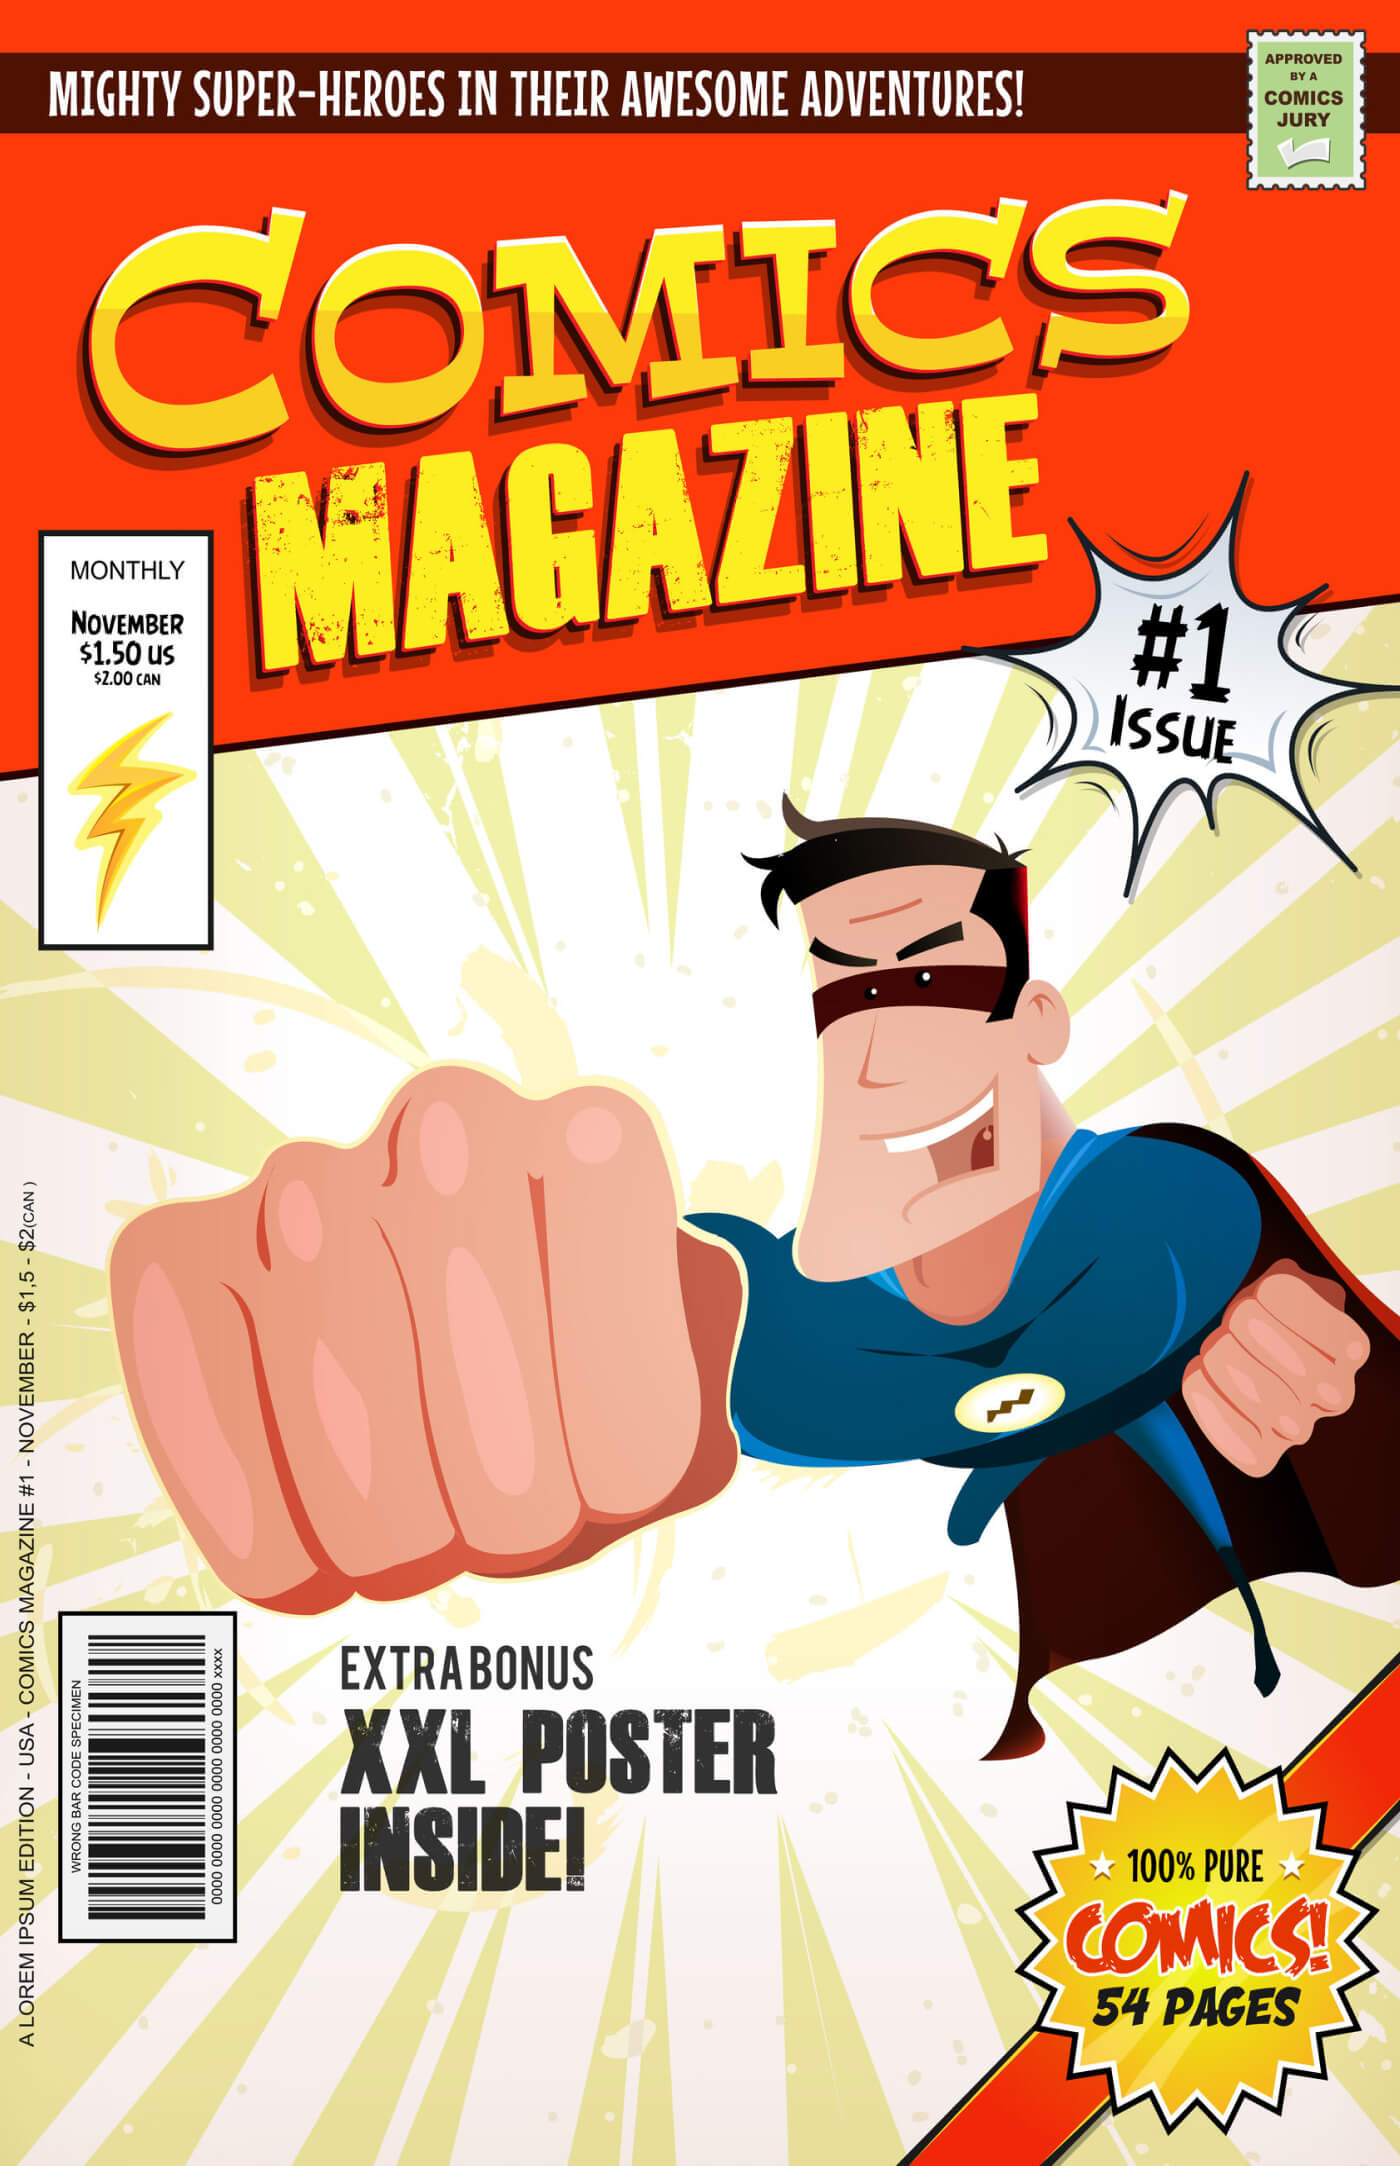 MIGHTY SUPER-HEROES IN THEIR AWESOME ADVENTURES!
APPROVED
BY A
COMICS
JURY
COMICS
MAGAZINE
MONTHLY
NOVEMBER
$1.50 US
$2.00 CAN
#1
ISSUE
A LOREM IPSUM EDITION - USA - COMICS MAGAZINE #1 - NOVEMBER - $1,5 - $2(CAN )
WRONG BAR CODE SPECIMEN
0000 0000 0000 0000 0000 0000 xxxx
EXTRA BONUS
XXL POSTER
INSIDE!
100% PURE
COMICS!
54 PAGES